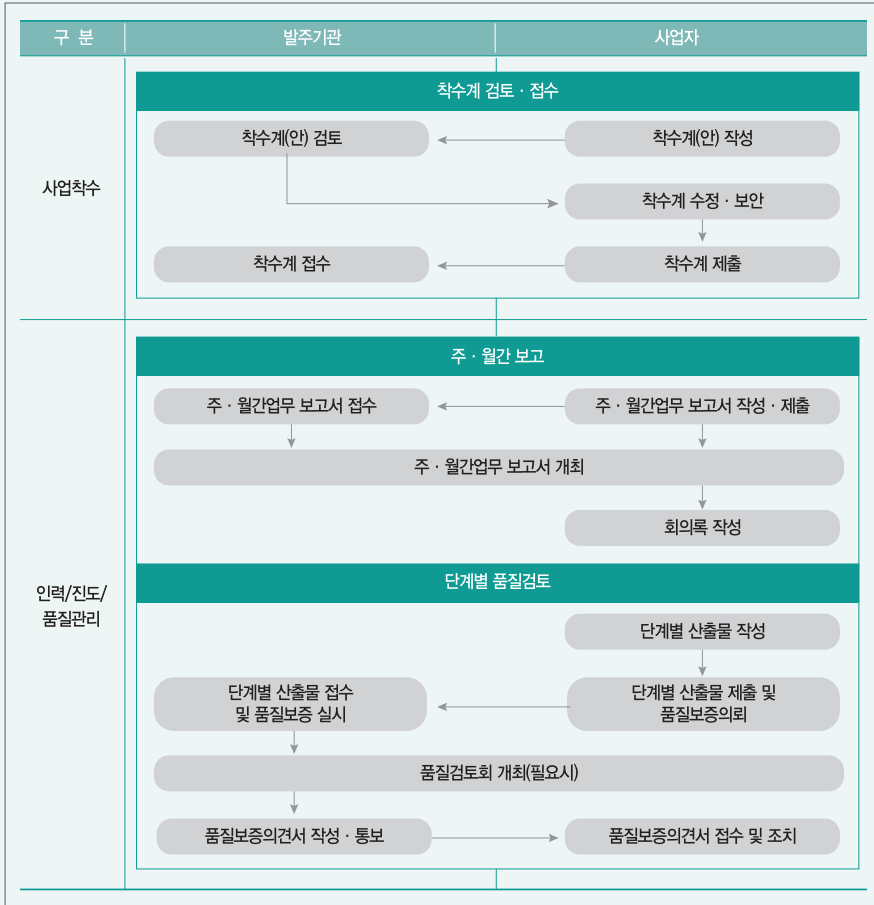 구 분 발주기관 사업자
착수계 검토 · 접수
착수계(안) 검토 착수계(안) 작성
사업착수
착수계 수정 · 보안
착수계 접수 착수계 제출
주 · 월간 보고
주 · 월간업무 보고서 접수 주 · 월간업무 보고서 작성 · 제출
주 · 월간업무 보고서 개최
회의록 작성
단계별 품질검토
인력/진도/
품질관리
단계별 산출물 작성
단계별 산출물 접수
및 품질보증 실시
단계별 산출물 제출 및
품질보증의뢰
품질검토회 개최(필요시)
품질보증의견서 작성 · 통보 품질보증의견서 접수 및 조치